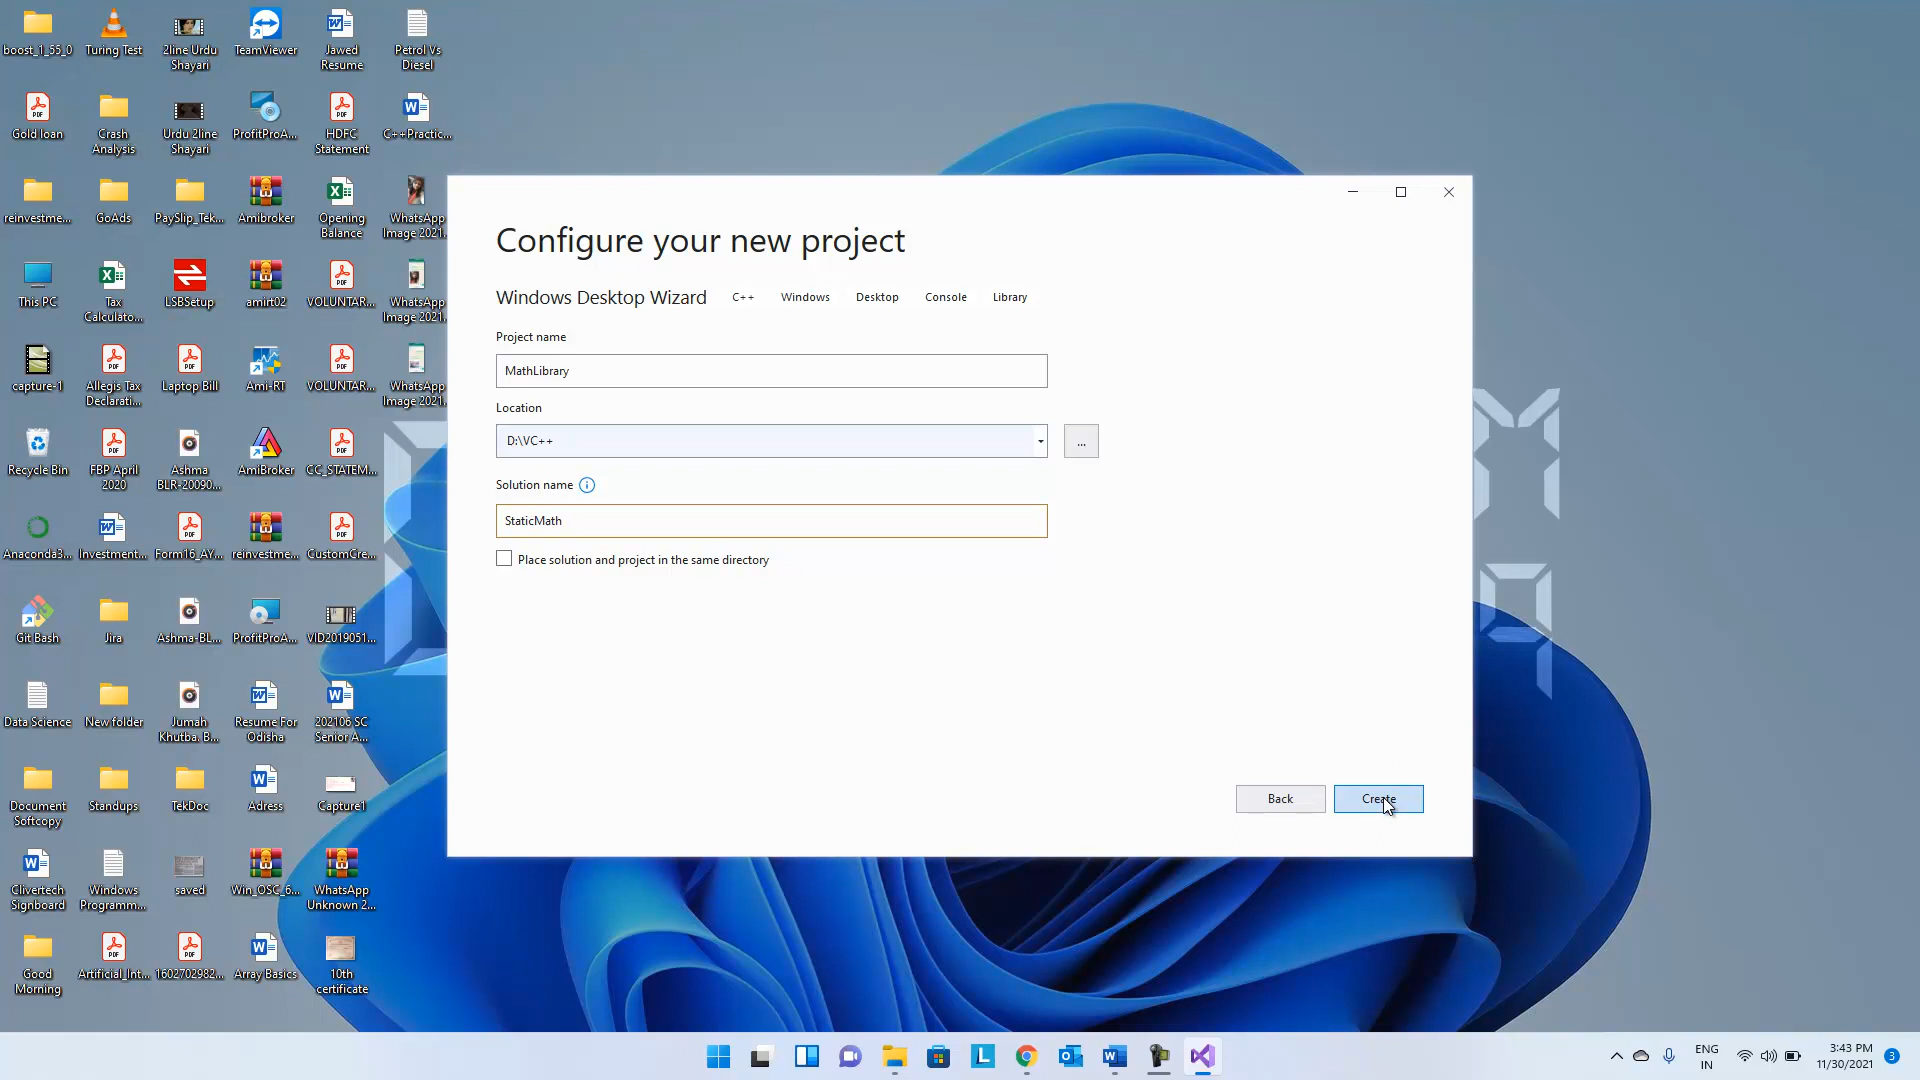 boost_1_55_0
Turing Test
2line Urdu
Shayari
TeamViewer
Jawed
Resume
Petrol Vs
Diesel
Gold loan
Crash
Analysis
Urdu 2line
Shayari
ProfitProA...
HDFC
Statement
C++Practic...
reinvestme...
GoAds
PaySlip_Tek...
Amibroker
Opening
Balance
WhatsApp
Image 2021...
This PC
Tax
Calculato...
LSBSetup
amirt02
VOLUNTAR...
WhatsApp
Image 2021...
capture-1
Allegis Tax
Declarati...
Laptop Bill
Ami-RT
VOLUNTAR...
WhatsApp
Image 2021...
Recycle Bin
FBP April
2020
Ashma
BLR-20090...
AmiBroker
CC_STATEM...
Anaconda3...
Investment...
Form16_AY...
reinvestme...
CustomCre...
Git Bash
Jira
Ashma-BL...
ProfitProA...
VID2019051...
Data Science
New folder
Jumah
Khutba. B...
Resume For
Odisha
202106 SC
Senior A...
Document
Softcopy
Standups
TekDoc
Adress
Capture1
Clivertech
Signboard
Windows
Programm...
saved
Win_OSC_6...
WhatsApp
Unknown 2...
Good
Morning
Artificial_Int...
1602702982...
Array Basics
10th
certificate
Configure your new project
Windows Desktop Wizard C++ Windows Desktop Console Library
Project name
MathLibrary
Location
D:\VC++
...
Solution name
StaticMath
Place solution and project in the same directory
Back
Create
ENG
IN
3:43 PM
11/30/2021
3